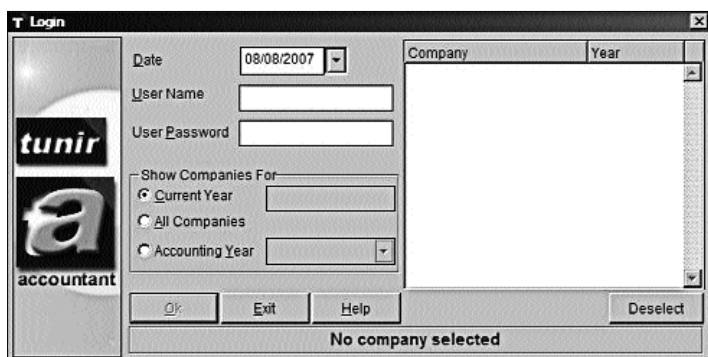 T Login
Date 08/08/2007
User Name
User Password
Show Companies For
Current Year
All Companies
Accounting Year
Company Year
tunir
a
accountant
Ok Exit Help Deselect
No company selected